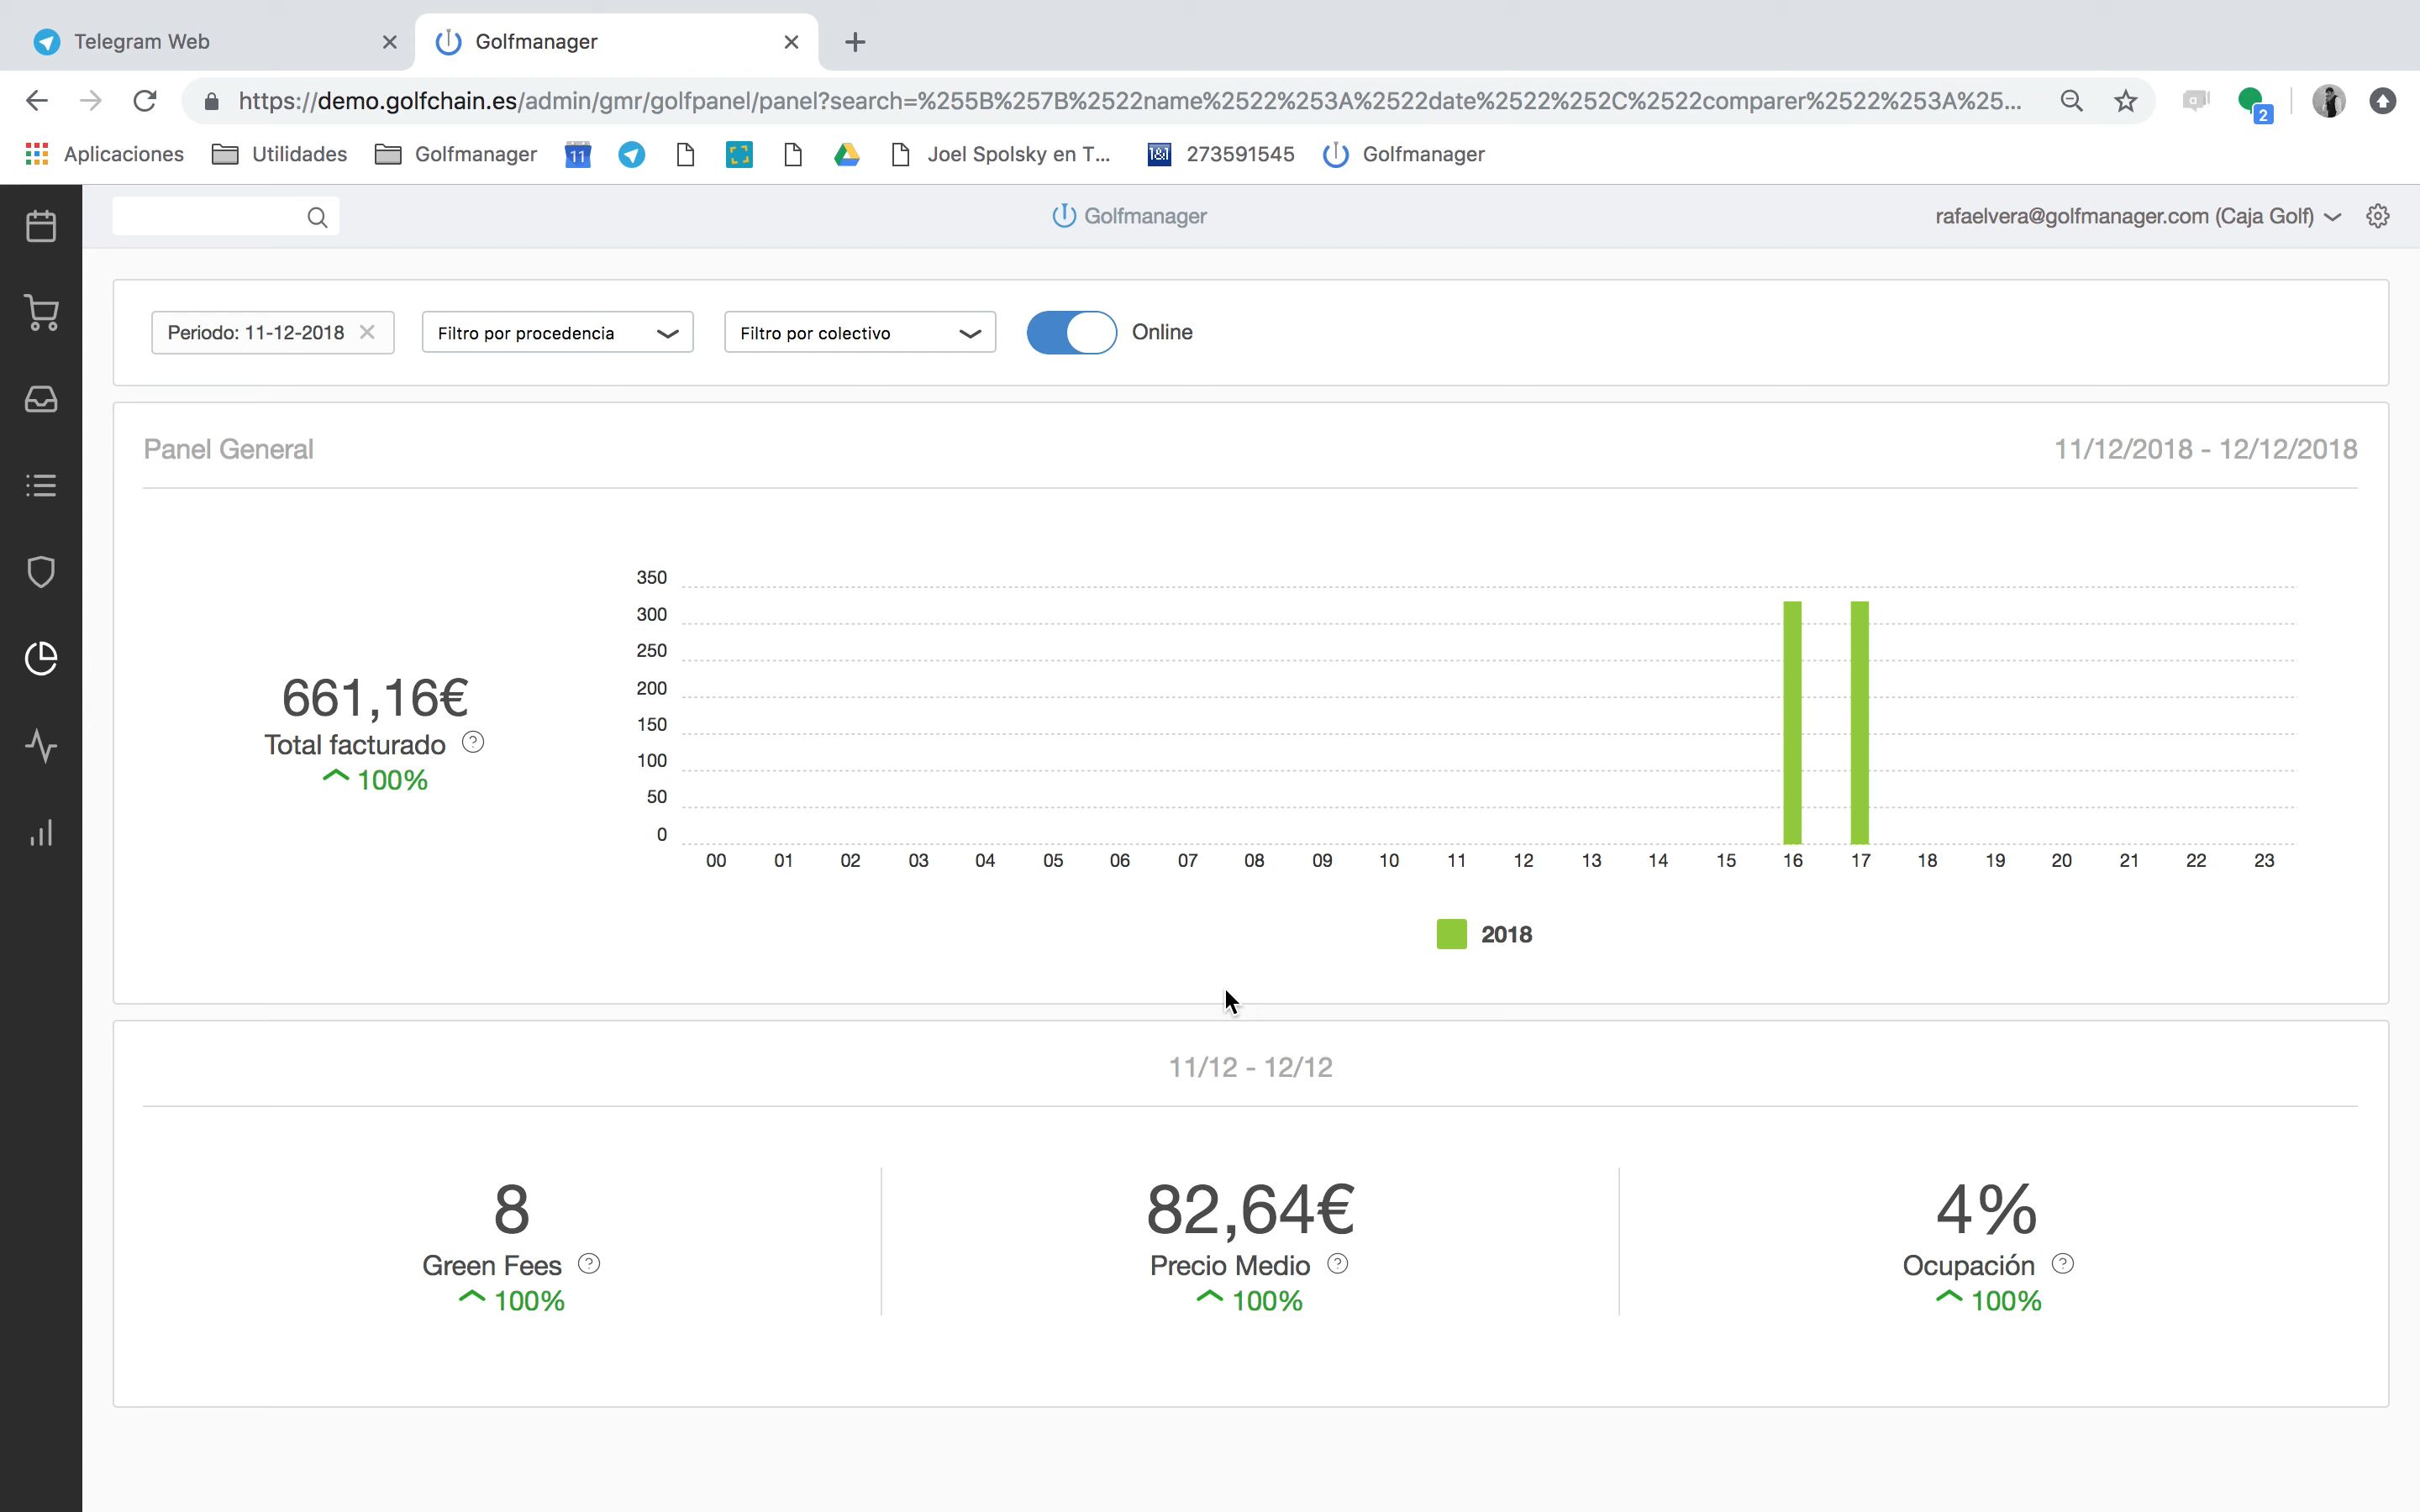 Telegram Web
Golfmanager
https://demo.golfchain.es/admin/gmr/golfpanel/panel?search=%255B%257B%2522name%2522%253A%2522date%2522%252C%2522comparer%2522%253A%25...
2
Aplicaciones
Utilidades
Golfmanager
11
Joel Spolsky en T...
1&1
273591545
Golfmanager
Golfmanager
rafaelvera@golfmanager.com (Caja Golf)
Periodo: 11-12-2018
Filtro por procedencia
Filtro por colectivo
Online
Panel General
11/12/2018 - 12/12/2018
661,16€
Total facturado ?
100%
350
300
250
200
150
100
50
0
00 01 02 03 04 05 06 07 08 09 10 11 12 13 14 15 16 17 18 19 20 21 22 23
2018
11/12 - 12/12
8
Green Fees ?
100%
82,64€
Precio Medio ?
100%
4%
Ocupación ?
100%